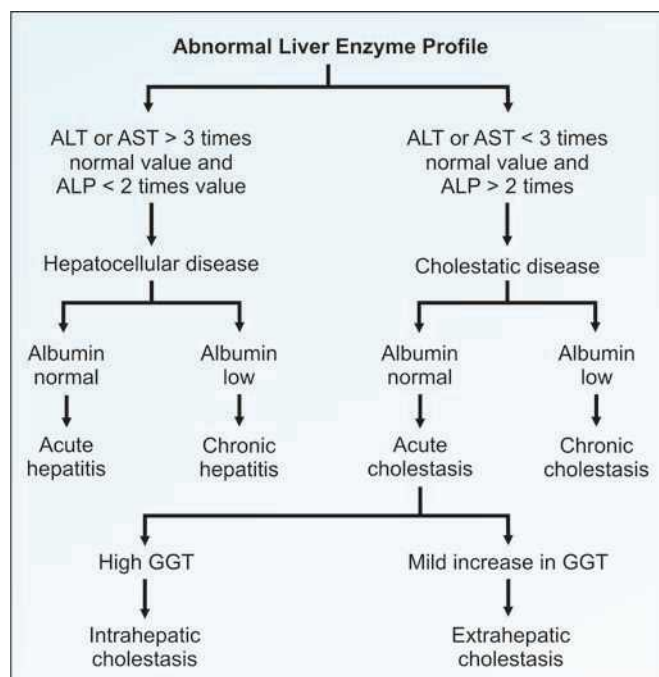 Abnormal Liver Enzyme Profile
ALT or AST > 3 times
normal value and
ALP < 2 times value
ALT or AST < 3 times
normal value and
ALP > 2 times
Hepatocellular disease
Cholestatic disease
Albumin
normal
Albumin
low
Albumin
normal
Albumin
low
Acute
hepatitis
Chronic
hepatitis
Acute
cholestasis
Chronic
cholestasis
High GGT
Mild increase in GGT
Intrahepatic
cholestasis
Extrahepatic
cholestasis